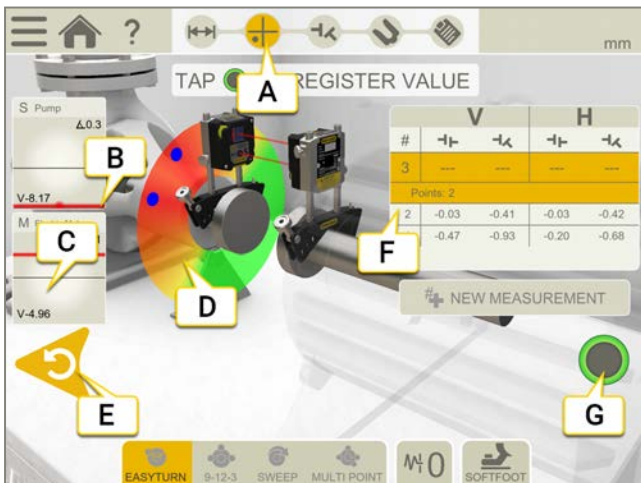 ?
mm
A
TAP REGISTER VALUE
S Pump
0.3
B
V-8.17
M
C
V-4.96
D
V H
#
3 --- --- --- ---
Points: 2
2 -0.03 -0.41 -0.03 -0.42
-0.47 -0.93 -0.20 -0.68
F
# NEW MEASUREMENT
E
G
0
EASYTURN 9-12-3 SWEEP MULTI POINT SOFTFOOT